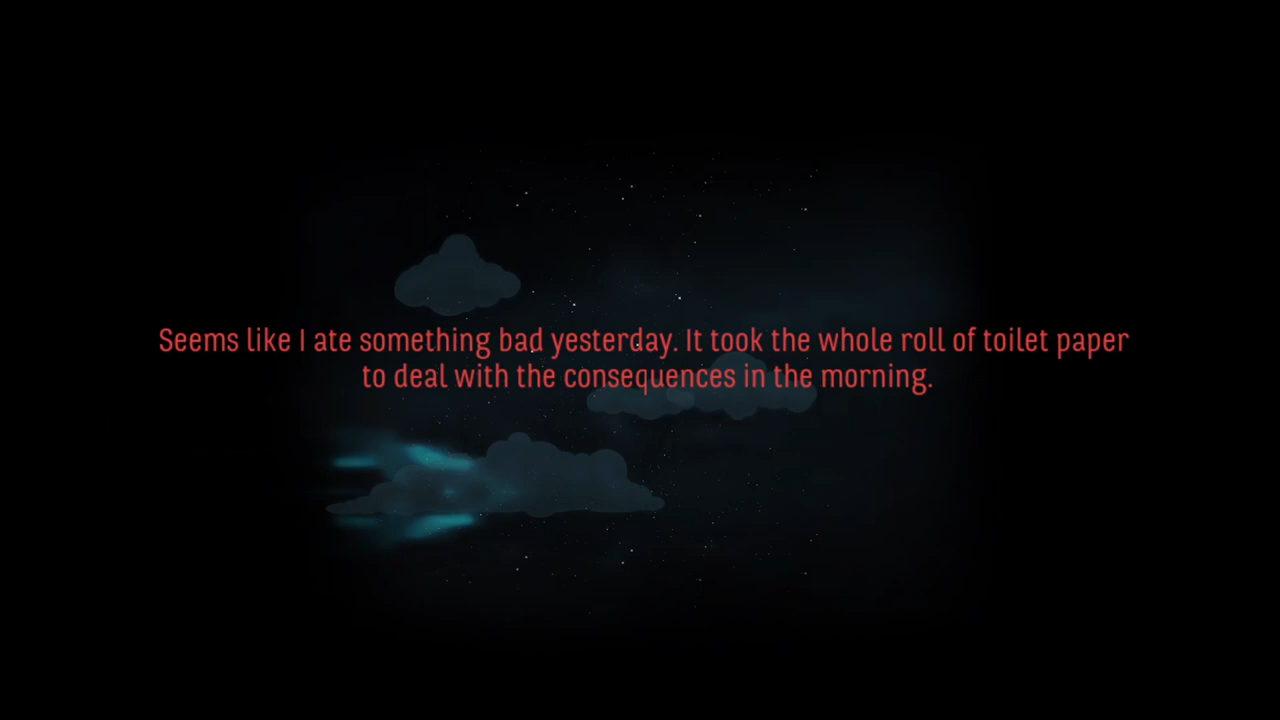 Seems like I ate something bad yesterday. It took the whole roll of toilet paper
to deal with the consequences in the morning.